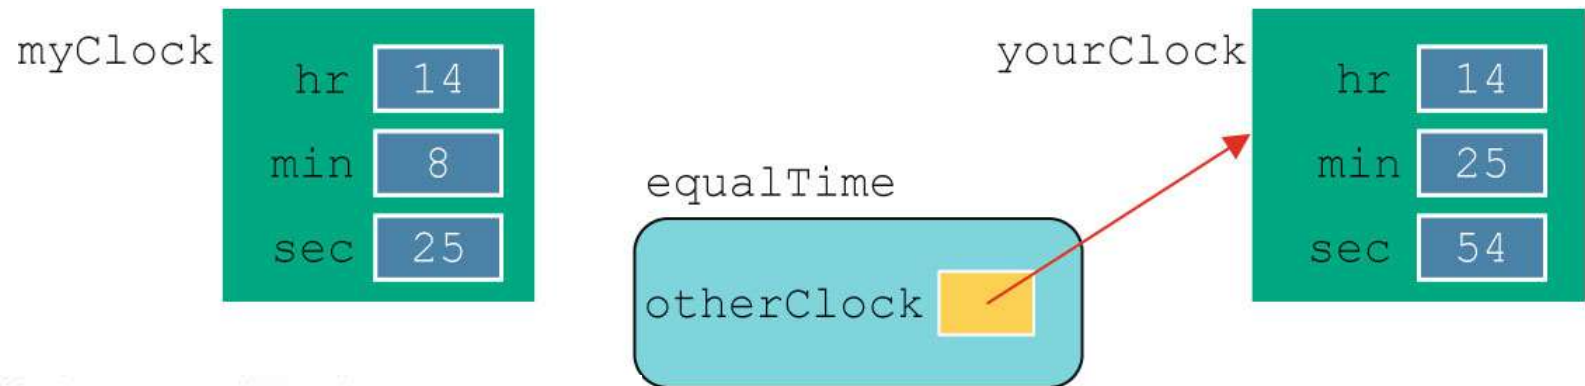 myClock
hr 14
min 8
sec 25
equalTime
otherClock
yourClock
hr 14
min 25
sec 54